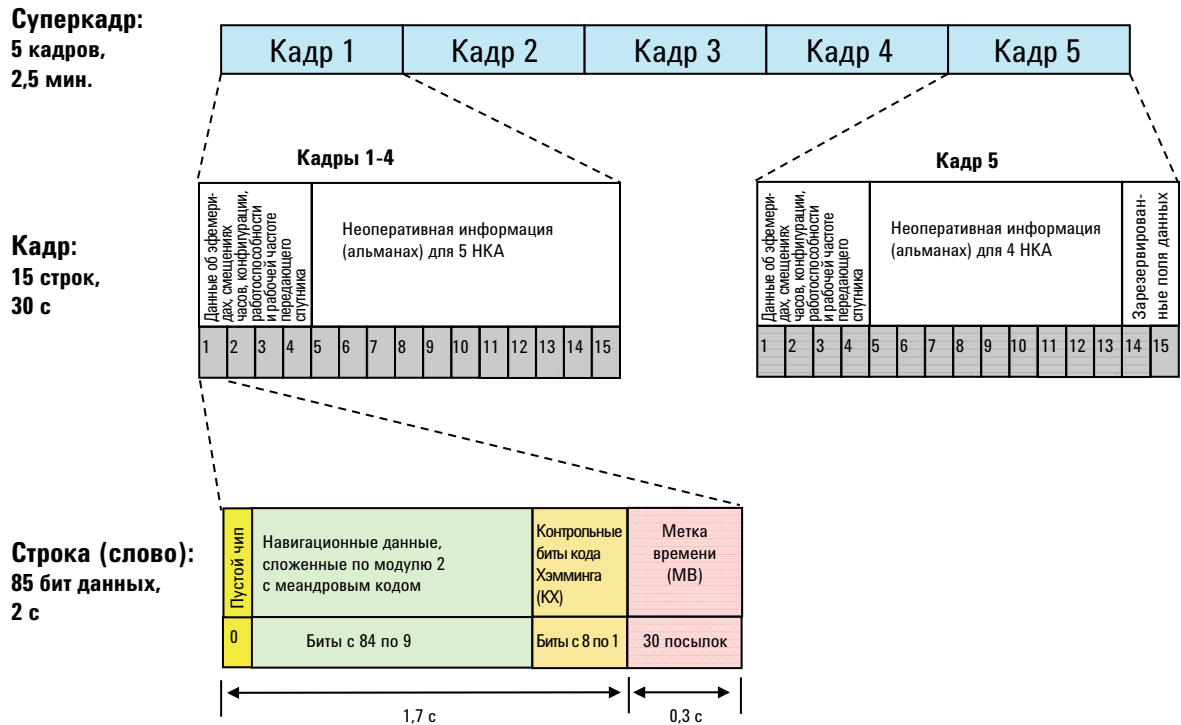 Суперкадр:
5 кадров,
2,5 мин.
Кадр 1
Кадр 2
Кадр 3
Кадр 4
Кадр 5
Кадры 1-4
Кадр 5
Кадр:
15 строк,
30 с
Данные об эфемери-
дах, смещениях
часов, конфигурации,
работоспособности
и рабочей частоте
передающего
спутника
Неоперативная информация
(альманах) для 5 НКА
1 2 3 4 5 6 7 8 9 10 11 12 13 14 15
Данные об эфемери-
дах, смещениях
часов, конфигурации,
работоспособности
и рабочей частоте
передающего
спутника
Неоперативная информация
(альманах) для 4 НКА
Зарезервирован-
ные поля данных
1 2 3 4 5 6 7 8 9 10 11 12 13 14 15
Строка (слово):
85 бит данных,
2 с
Пустой чип
Навигационные данные,
сложенные по модулю 2
с меандровым кодом
Контрольные
биты кода
Хэмминга
(КХ)
Метка
времени
(МВ)
0
Биты с 84 по 9
Биты с 8 по 1
30 посылок
1,7 с
0,3 с